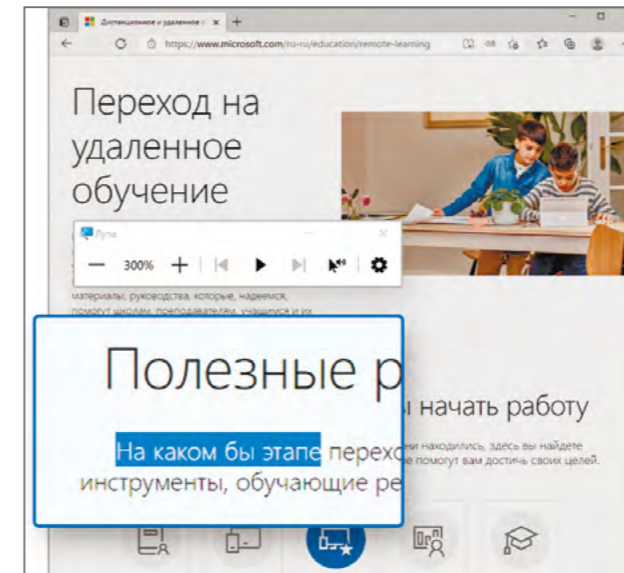 Дистанционное и удаленное о
https://www.microsoft.com/ru-ru/education/remote-learning
Переход на
удаленное
обучение
Лупа
300%
материалы, руководства, которые, надеемся,
помогут школам, преподавателям, учащимся и их
Полезные р
ы начать работу
На каком бы этапе перехо
ни находились, здесь вы найдете
инструменты, обучающие ре
е помогут вам достичь своих целей.